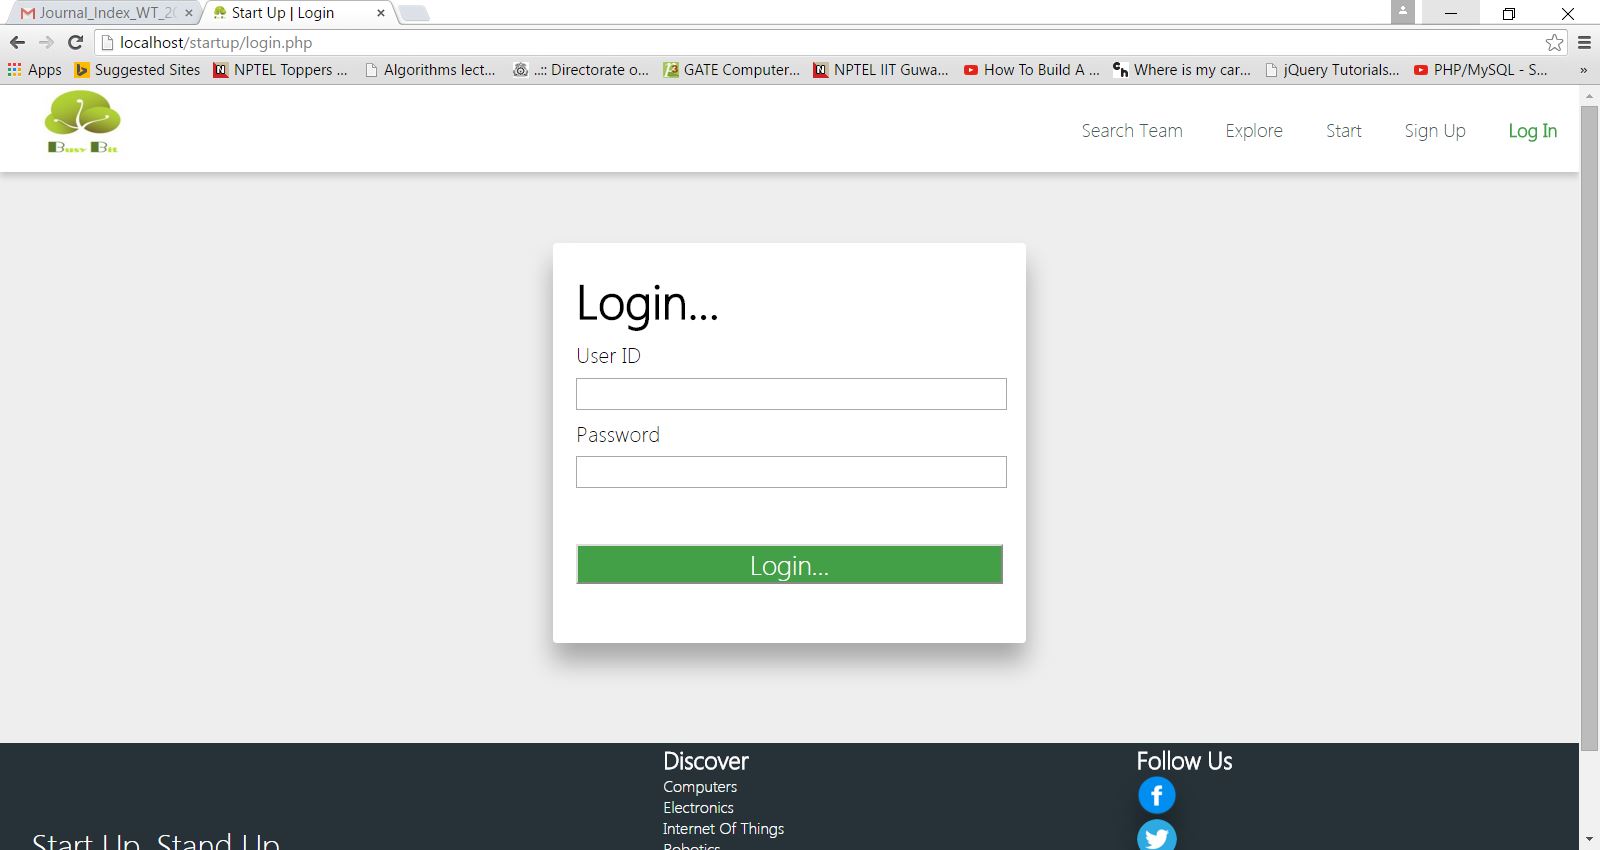 Journal_Index_WT_20
Start Up | Login
localhost/startup/login.php
Apps
Suggested Sites
NPTEL Toppers ...
Algorithms lect...
..:: Directorate o...
GATE Computer...
NPTEL IIT Guwa...
How To Build A ...
Where is my car...
jQuery Tutorials...
PHP/MySQL - S...
»
Busy Bit
Search Team
Explore
Start
Sign Up
Log In
Login...
User ID
Password
Login...
Discover
Computers
Electronics
Internet Of Things
Robotics
Follow Us
Start Up, Stand Up